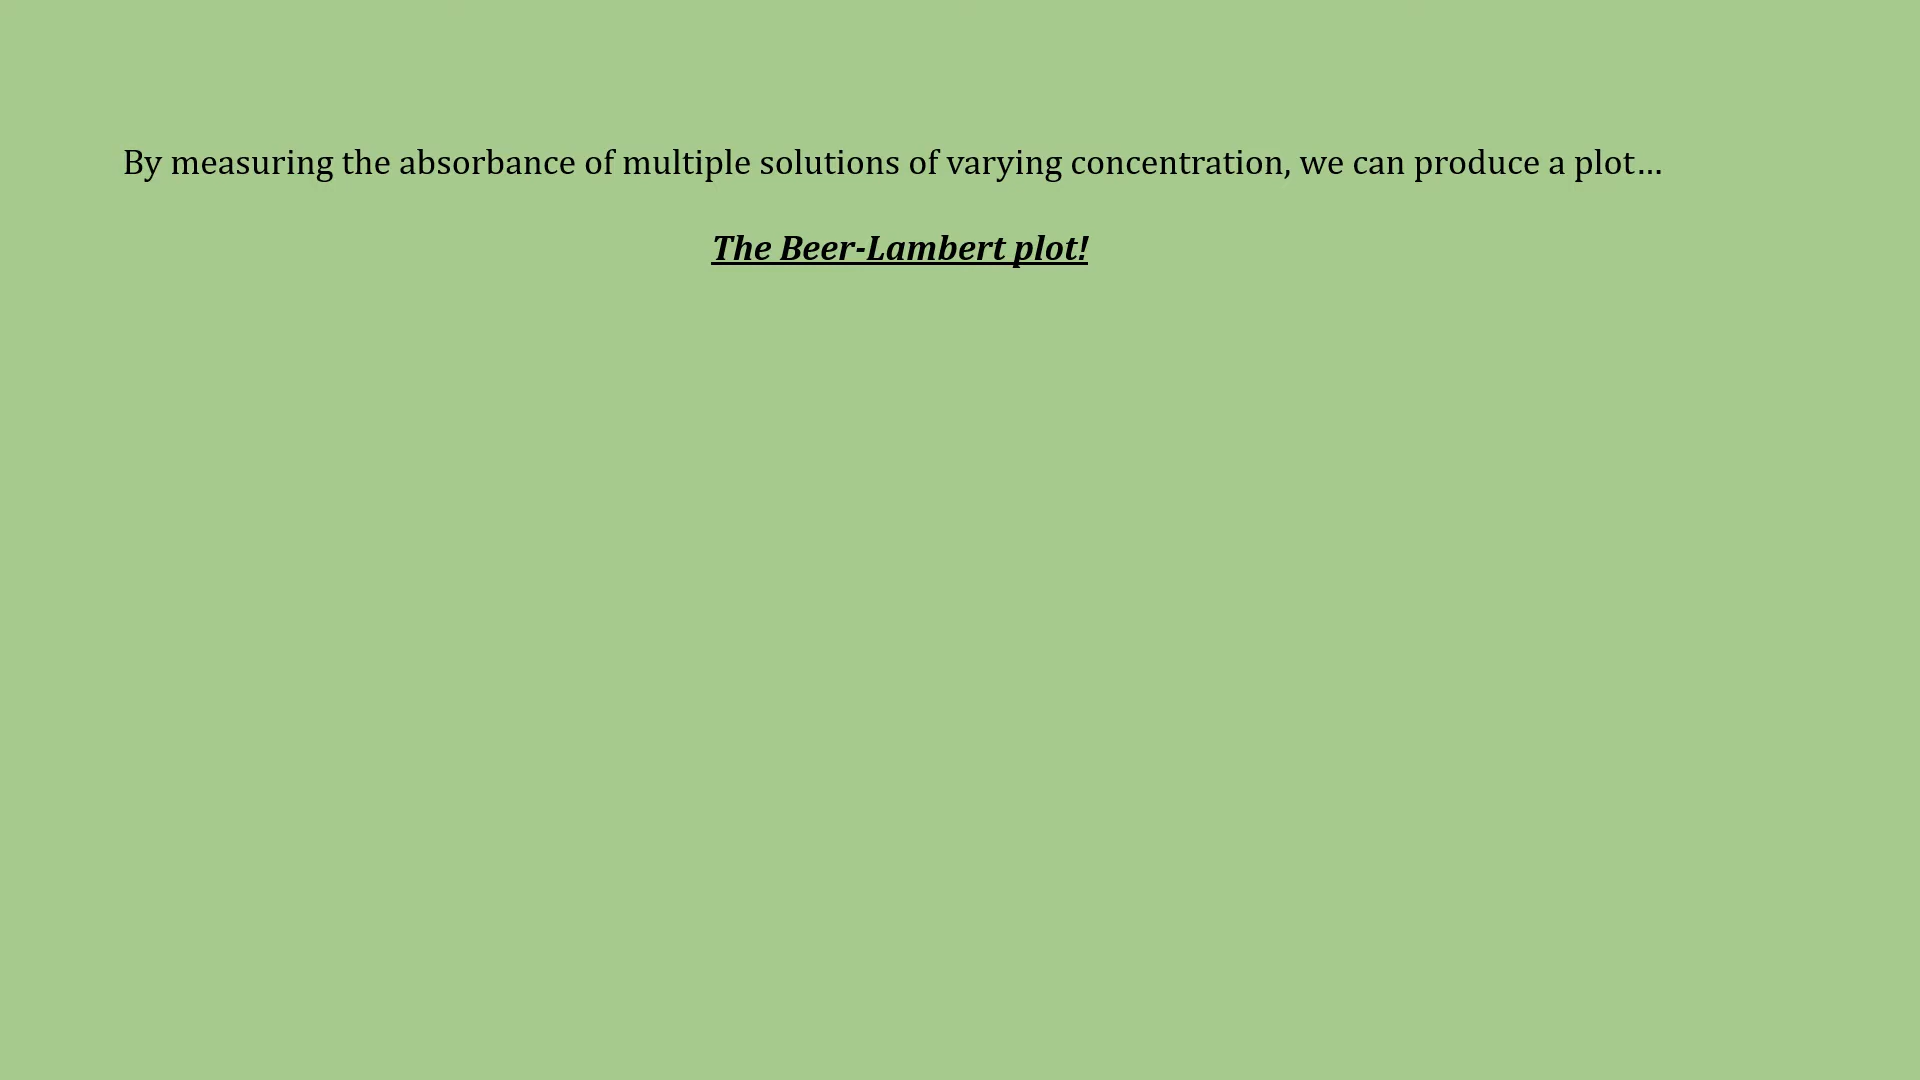 By measuring the absorbance of multiple solutions of varying concentration, we can produce a plot…
The Beer-Lambert plot!